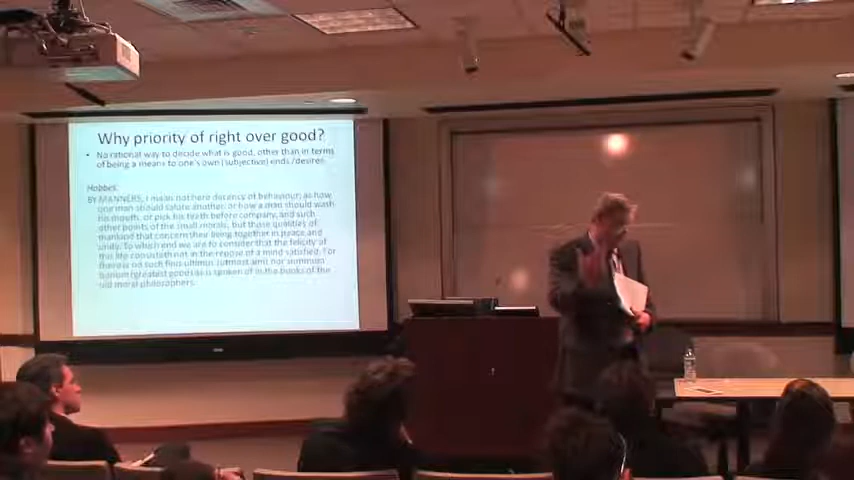 Why priority of right over good?
• No rational way to decide what is good, other than in terms
of being a means to one's own (subjective) ends /desires
Hobbes:
BY MANNERS, I mean not here decency of behaviour; as how
one man should salute another, or how a man should wash
his mouth, or pick his teeth before company, and such
other points of the small morals; but those qualities of
mankind that concern their living together in peace and
unity. To which end we are to consider that the felicity of
this life consisteth not in the repose of a mind satisfied. For
there is no such finis ultimus (utmost aim) nor summum
bonum (greatest good) as is spoken of in the books of the
old moral philosophers.